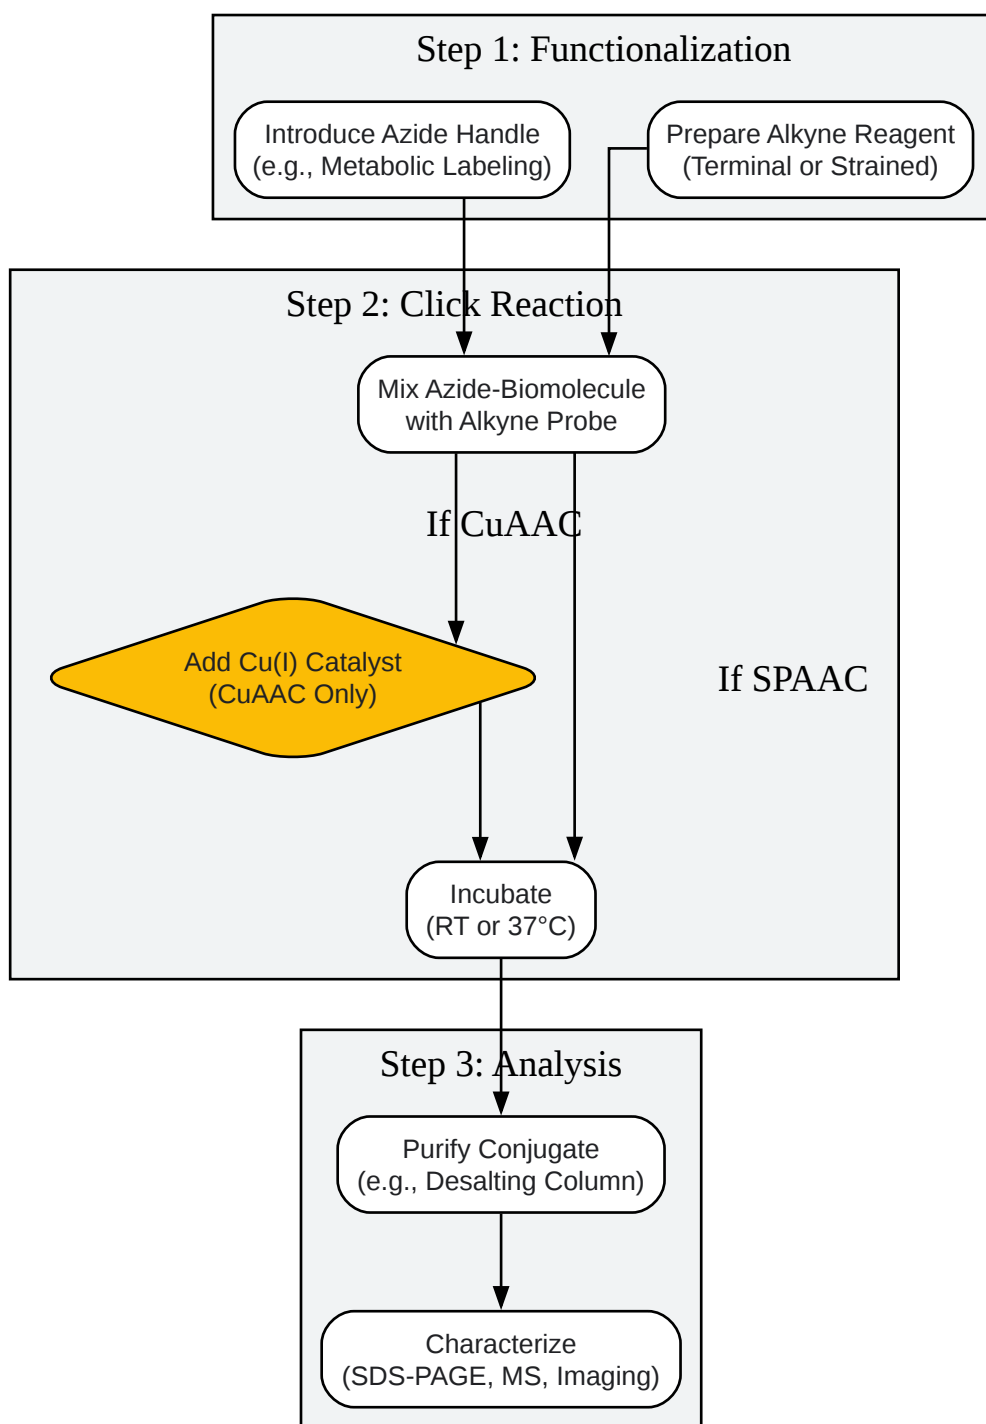 Step 1: Functionalization
Introduce Azide Handle
(e.g., Metabolic Labeling)
Prepare Alkyne Reagent
(Terminal or Strained)
Step 2: Click Reaction
Mix Azide-Biomolecule
with Alkyne Probe
If CuAAC
Add Cu(I) Catalyst
(CuAAC Only)
If SPAAC
Incubate
(RT or 37°C)
Step 3: Analysis
Purify Conjugate
(e.g., Desalting Column)
Characterize
(SDS-PAGE, MS, Imaging)